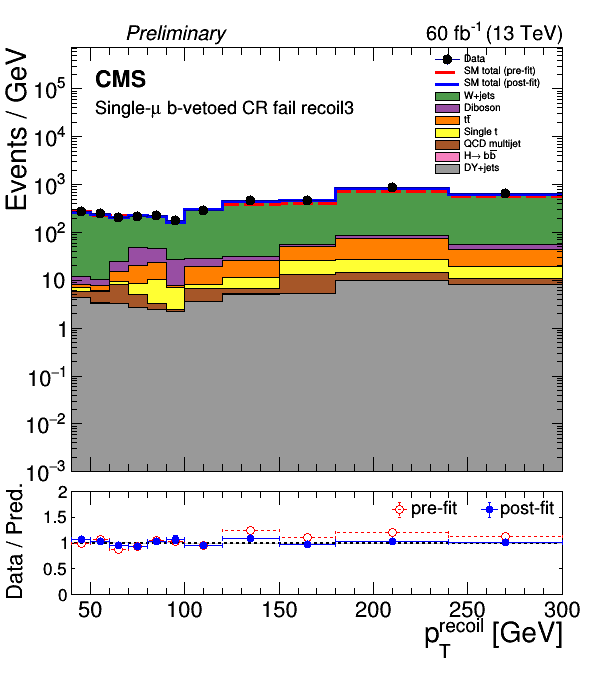 Preliminary 60 fb⁻¹ (13 TeV)
CMS
Single-μ b-vetoed CR fail recoil3
Data
SM total (pre-fit)
SM total (post-fit)
W+jets
Diboson
tt̅
Single t
QCD multijet
H→ bb̅
DY+jets
Events / GeV
10⁵
10⁴
10³
10²
10
1
10⁻¹
10⁻²
10⁻³
pre-fit post-fit
Data / Pred.
2
1.5
1
0.5
0
50 100 150 200 250 300
p_T^recoil [GeV]